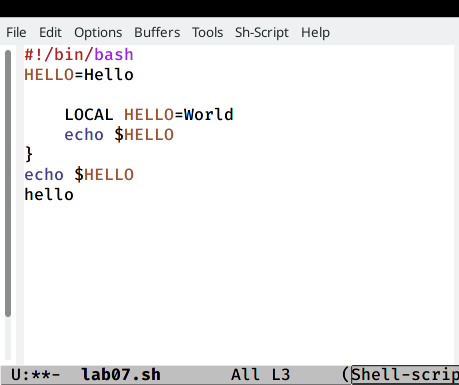 File Edit Options Buffers Tools Sh-Script Help
#!/bin/bash
HELLO=Hello
LOCAL HELLO=World
echo $HELLO
}
echo $HELLO
hello
U:**- lab07.sh All L3 (Shell-scrip